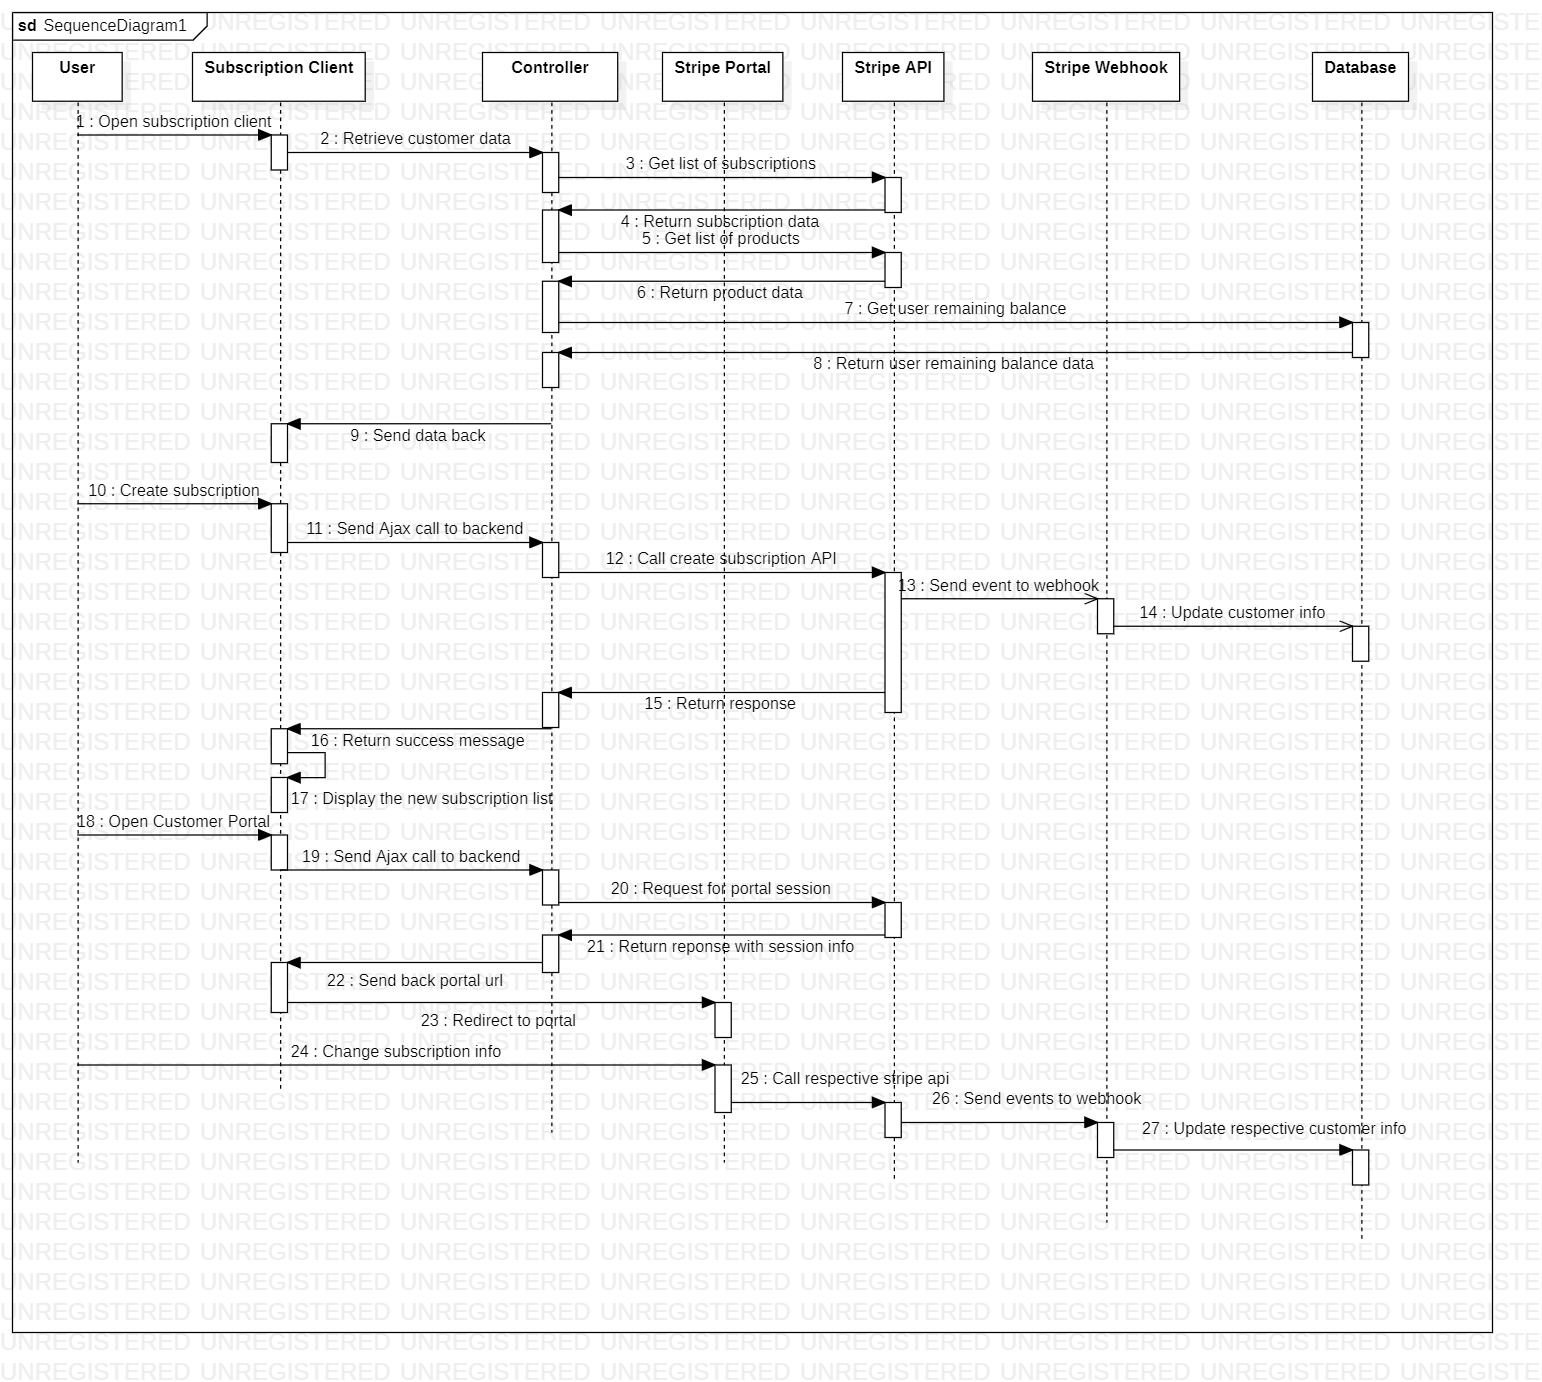 sd SequenceDiagram1
User
Subscription Client
Controller
Stripe Portal
Stripe API
Stripe Webhook
Database
1 : Open subscription client
2 : Retrieve customer data
3 : Get list of subscriptions
4 : Return subscription data
5 : Get list of products
6 : Return product data
7 : Get user remaining balance
8 : Return user remaining balance data
9 : Send data back
10 : Create subscription
11 : Send Ajax call to backend
12 : Call create subscription API
13 : Send event to webhook
14 : Update customer info
15 : Return response
16 : Return success message
17 : Display the new subscription list
18 : Open Customer Portal
19 : Send Ajax call to backend
20 : Request for portal session
21 : Return reponse with session info
22 : Send back portal url
23 : Redirect to portal
24 : Change subscription info
25 : Call respective stripe api
26 : Send events to webhook
27 : Update respective customer info
UNREGISTERED